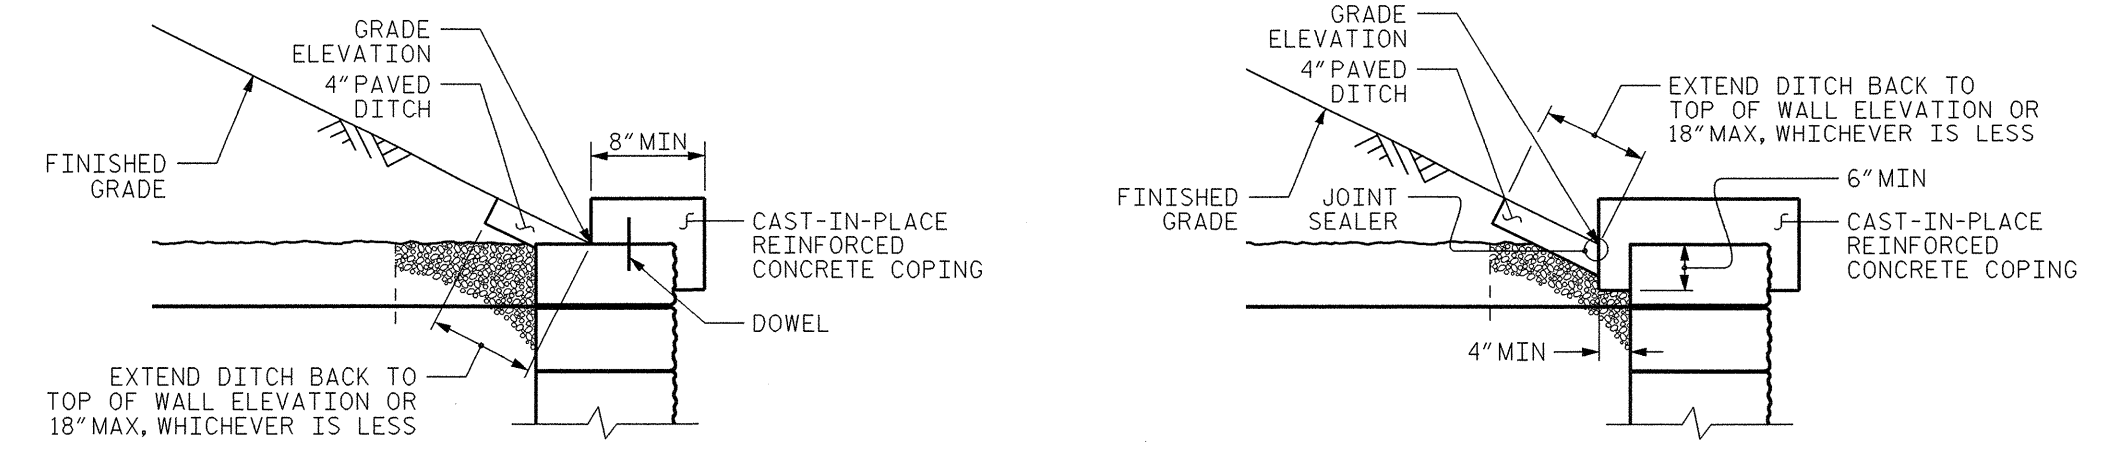 GRADE
ELEVATION
4" PAVED
DITCH
8" MIN
FINISHED
GRADE
CAST-IN-PLACE
REINFORCED
CONCRETE COPING
DOWEL
EXTEND DITCH BACK TO
TOP OF WALL ELEVATION OR
18" MAX, WHICHEVER IS LESS
GRADE
ELEVATION
4" PAVED
DITCH
EXTEND DITCH BACK TO
TOP OF WALL ELEVATION OR
18" MAX, WHICHEVER IS LESS
6" MIN
FINISHED
GRADE
JOINT
SEALER
CAST-IN-PLACE
REINFORCED
CONCRETE COPING
4" MIN